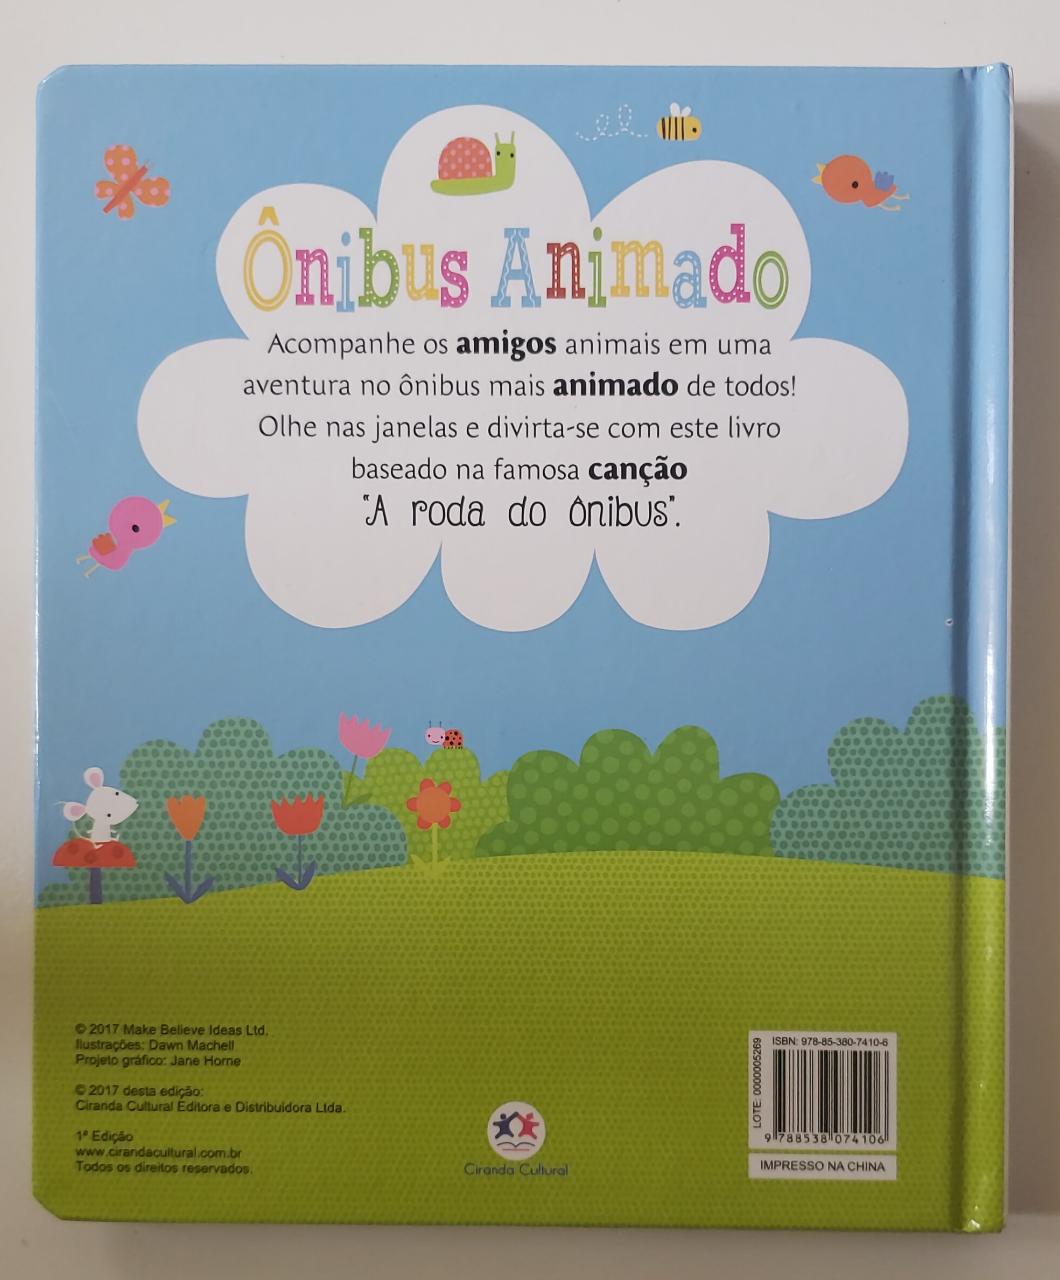 Ônibus Animado
Acompanhe os amigos animais em uma
aventura no ônibus mais animado de todos!
Olhe nas janelas e divirta-se com este livro
baseado na famosa canção
"A roda do ônibus".
© 2017 Make Believe Ideas Ltd.
Ilustrações: Dawn Machell
Projeto gráfico: Jane Horne
© 2017 desta edição:
Ciranda Cultural Editora e Distribuidora Ltda.
1ª Edição
www.cirandacultural.com.br
Todos os direitos reservados.
Ciranda Cultural
LOTE: 0000005269
ISBN: 978-85-380-7410-6
9 788538 074106
IMPRESSO NA CHINA